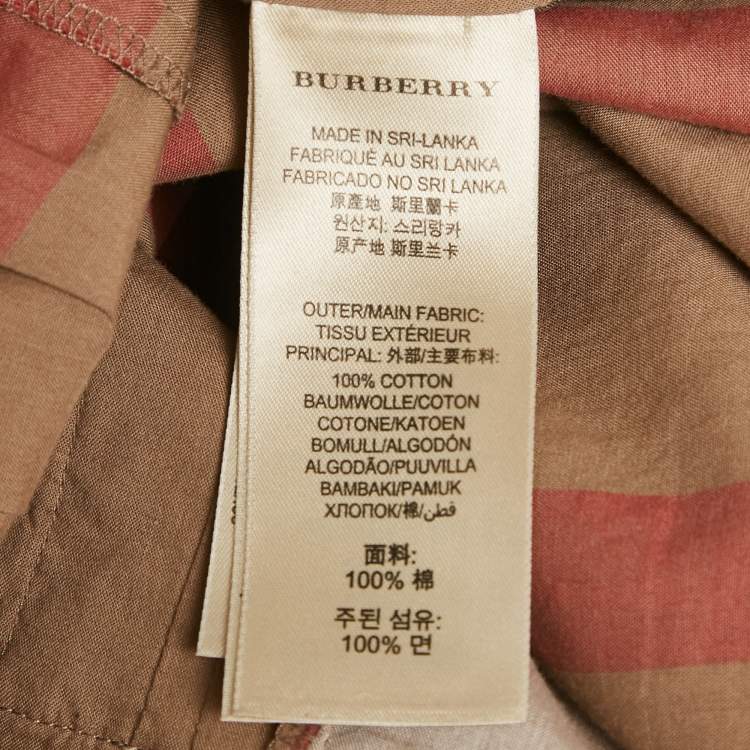 BURBERRY
MADE IN SRI-LANKA
FABRIQUÉ AU SRI LANKA
FABRICADO NO SRI LANKA
原產地 斯里蘭卡
원산지: 스리랑카
原产地 斯里兰卡
OUTER/MAIN FABRIC:
TISSU EXTÉRIEUR
PRINCIPAL: 外部/主要布料:
100% COTTON
BAUMWOLLE/COTON
COTONE/KATOEN
BOMULL/ALGODÓN
ALGODÃO/PUUVILLA
BAMBAKI/PAMUK
ХЛОПОК/棉/قطن
面料:
100% 棉
주된 섬유:
100% 면